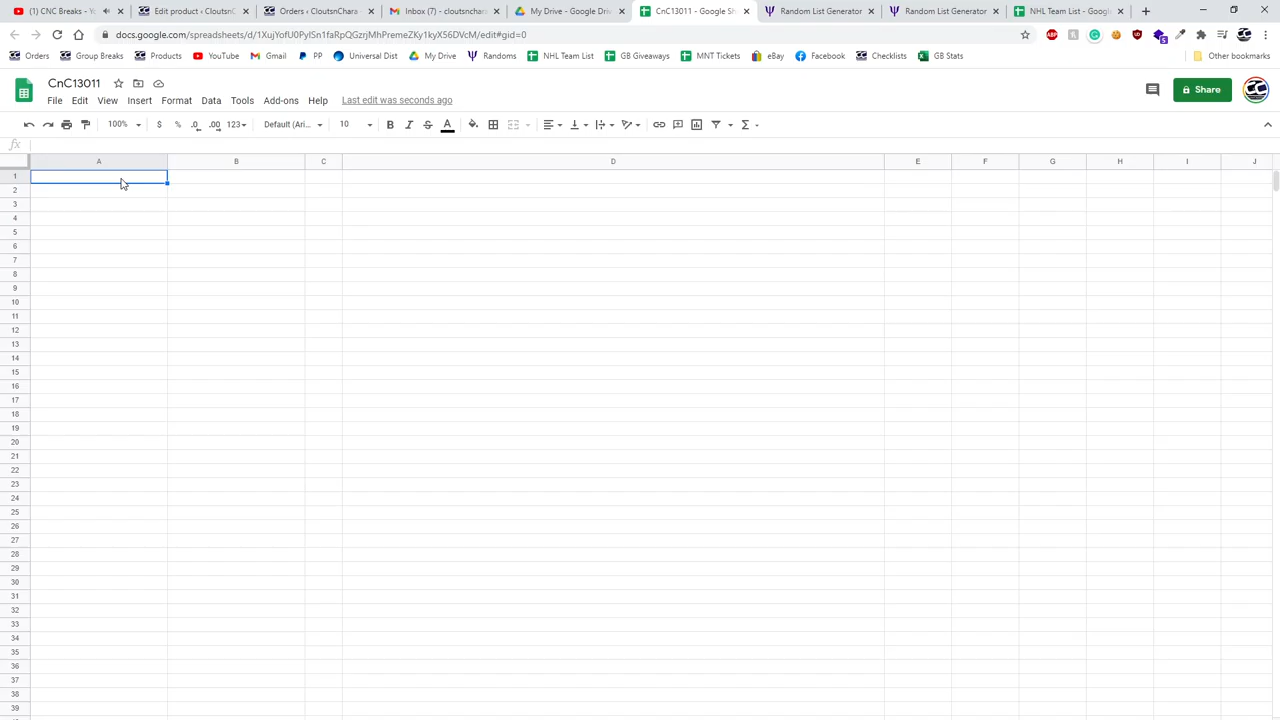 (1) CNC Breaks - Yo
Edit product ‹ CloutsnC
Orders ‹ CloutsnChara
Inbox (7) - cloutsnchara
My Drive - Google Driv
CnC13011 - Google Sh
Random List Generator
Random List Generator
NHL Team List - Google
docs.google.com/spreadsheets/d/
/edit#gid=0
Orders
Group Breaks
Products
YouTube
Gmail
PP
Universal Dist
My Drive
Randoms
NHL Team List
GB Giveaways
MNT Tickets
eBay
Facebook
Checklists
GB Stats
Other bookmarks
CnC13011
Share
File Edit View Insert Format Data Tools Add-ons Help Last edit was seconds ago
100% $ % .0 .00 123 Default (Ari... 10 B I S A
fx
A B C D E F G H I J
1
2
3
4
5
6
7
8
9
10
11
12
13
14
15
16
17
18
19
20
21
22
23
24
25
26
27
28
29
30
31
32
33
34
35
36
37
38
39